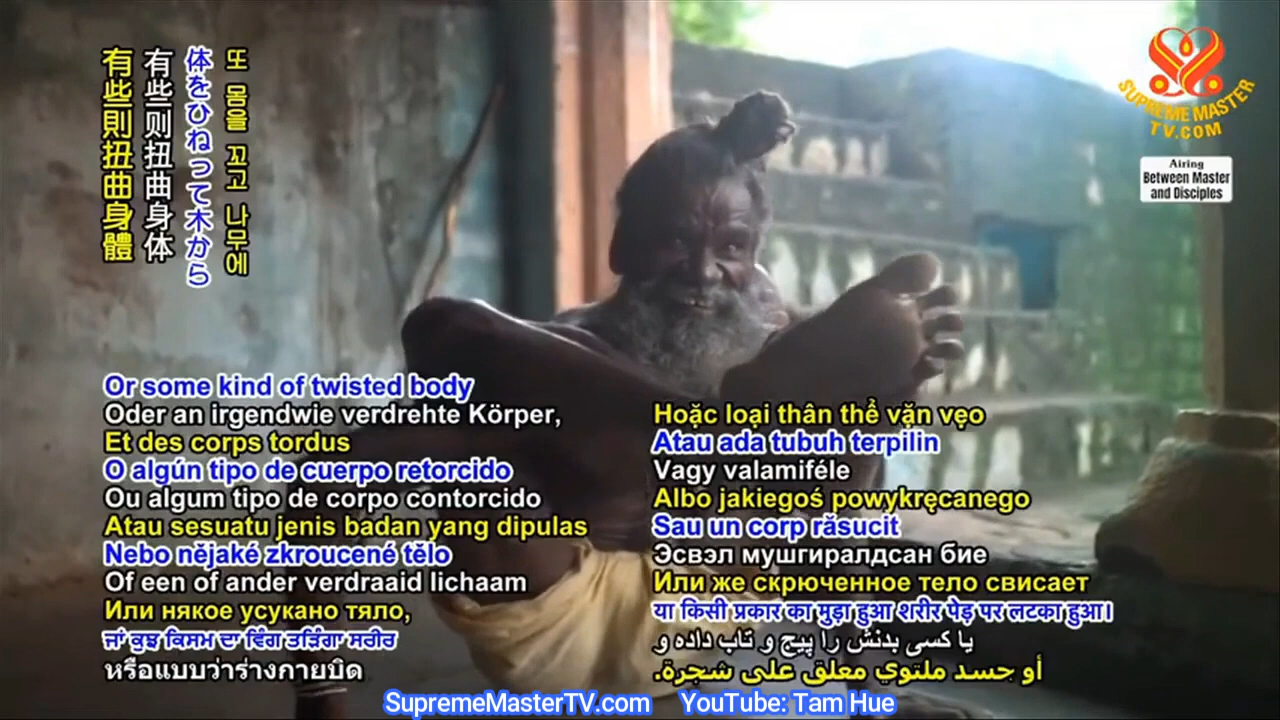 또 몸을 꼬고 나무에
体をひねって木から
有些则扭曲身体
有些則扭曲身體
SUPREME MASTER
TV.COM
Airing
Between Master
and Disciples
Or some kind of twisted body
Oder an irgendwie verdrehte Körper,
Et des corps tordus
O algún tipo de cuerpo retorcido
Ou algum tipo de corpo contorcido
Atau sesuatu jenis badan yang dipulas
Nebo nějaké zkroucené tělo
Of een of ander verdraaid lichaam
Или някое усукано тяло,
ਜਾਂ ਕੁਝ ਕਿਸਮ ਦਾ ਵਿੰਗ ਤੜਿੰਗਾ ਸਰੀਰ
หรือแบบว่าร่างกายบิด
Hoặc loại thân thể vặn vẹo
Atau ada tubuh terpilin
Vagy valamiféle
Albo jakiegoś powykręcanego
Sau un corp răsucit
Эсвэл мушгиралдсан бие
Или же скрюченное тело свисает
या किसी प्रकार का मुड़ा हुआ शरीर पेड़ पर लटका हुआ।
یا کسی بدنش را پیچ و تاب داده و
أو جسد ملتوي معلق على شجرة.
SupremeMasterTV.com YouTube: Tam Hue